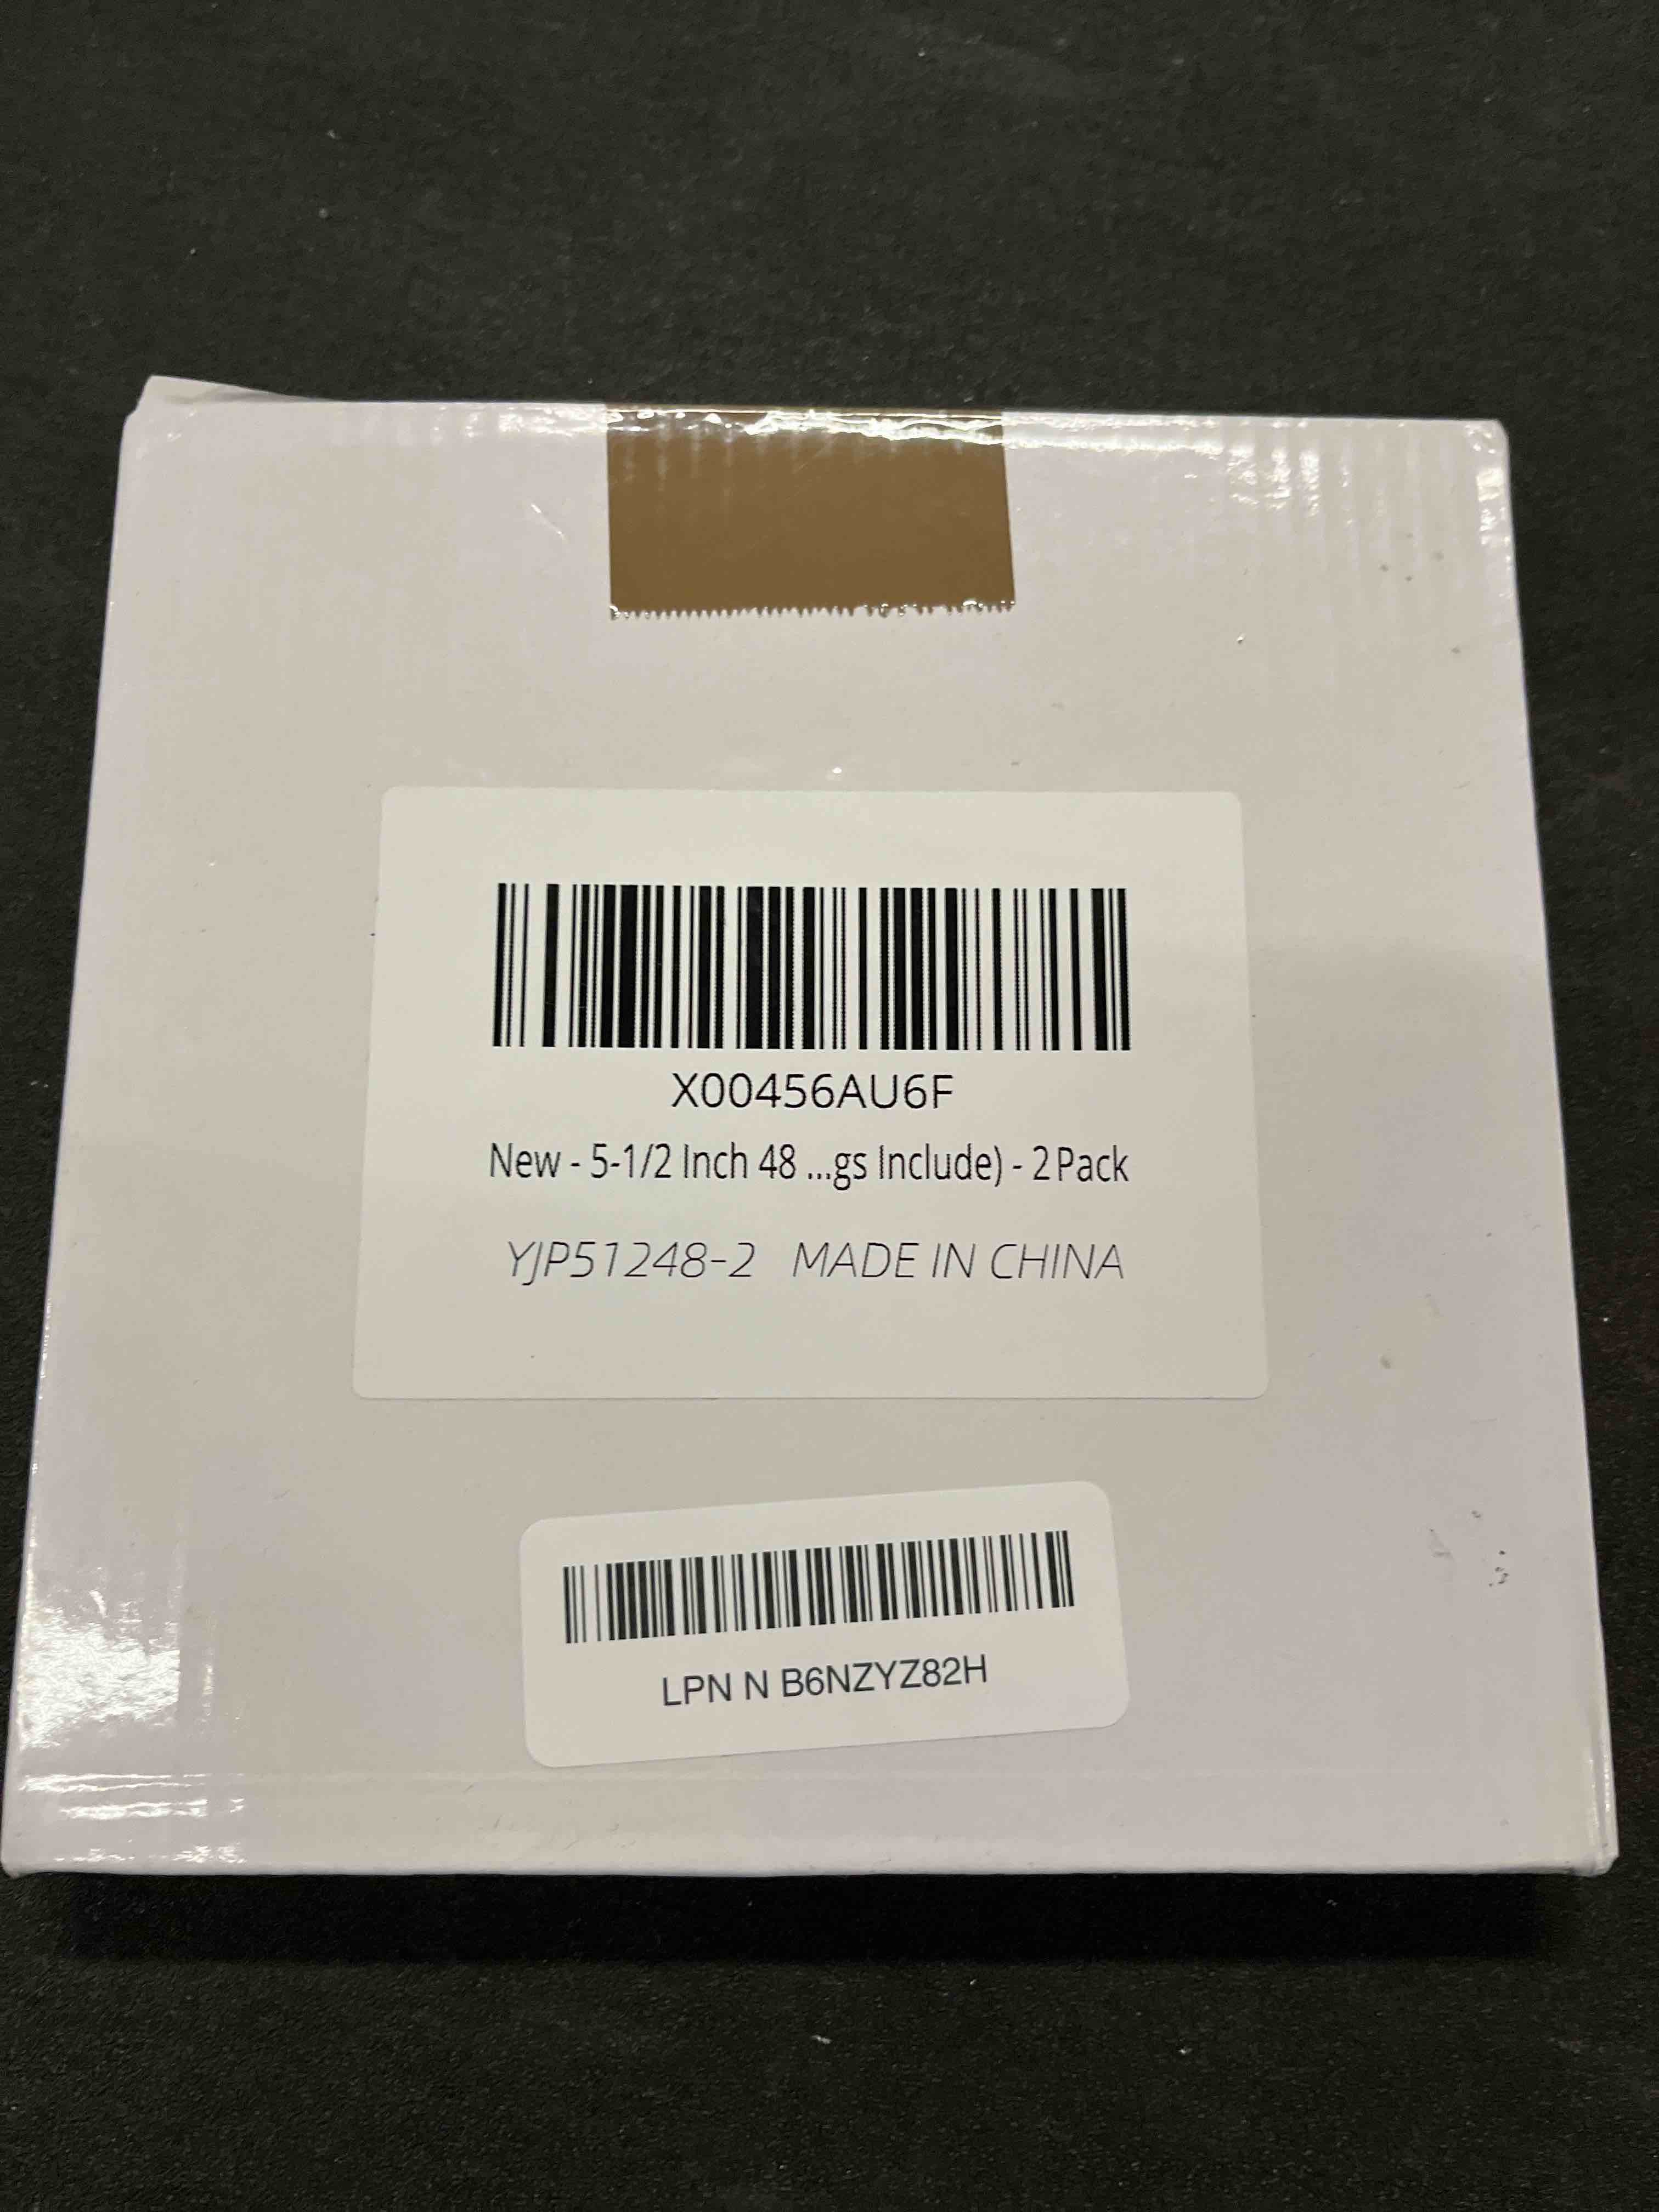 X00456AU6F
New - 5-1/2 Inch 48 ...gs Include) - 2 Pack
YJP51248-2 MADE IN CHINA
LPN N B6NZYZ82H